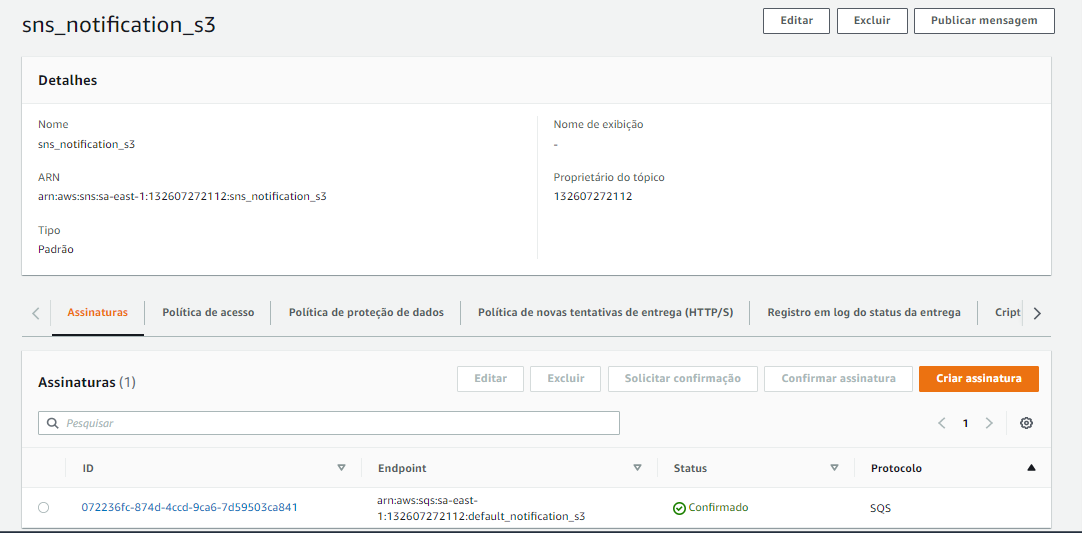 sns_notification_s3
Editar
Excluir
Publicar mensagem
Detalhes
Nome
sns_notification_s3
Nome de exibição
-
ARN
arn:aws:sns:sa-east-1:132607272112:sns_notification_s3
Proprietário do tópico
132607272112
Tipo
Padrão
Assinaturas
Política de acesso
Política de proteção de dados
Política de novas tentativas de entrega (HTTP/S)
Registro em log do status da entrega
Cript
Assinaturas (1)
Editar
Excluir
Solicitar confirmação
Confirmar assinatura
Criar assinatura
Pesquisar
1
ID
Endpoint
Status
Protocolo
072236fc-874d-4ccd-9ca6-7d59503ca841
arn:aws:sqs:sa-east-
1:132607272112:default_notification_s3
Confirmado
SQS